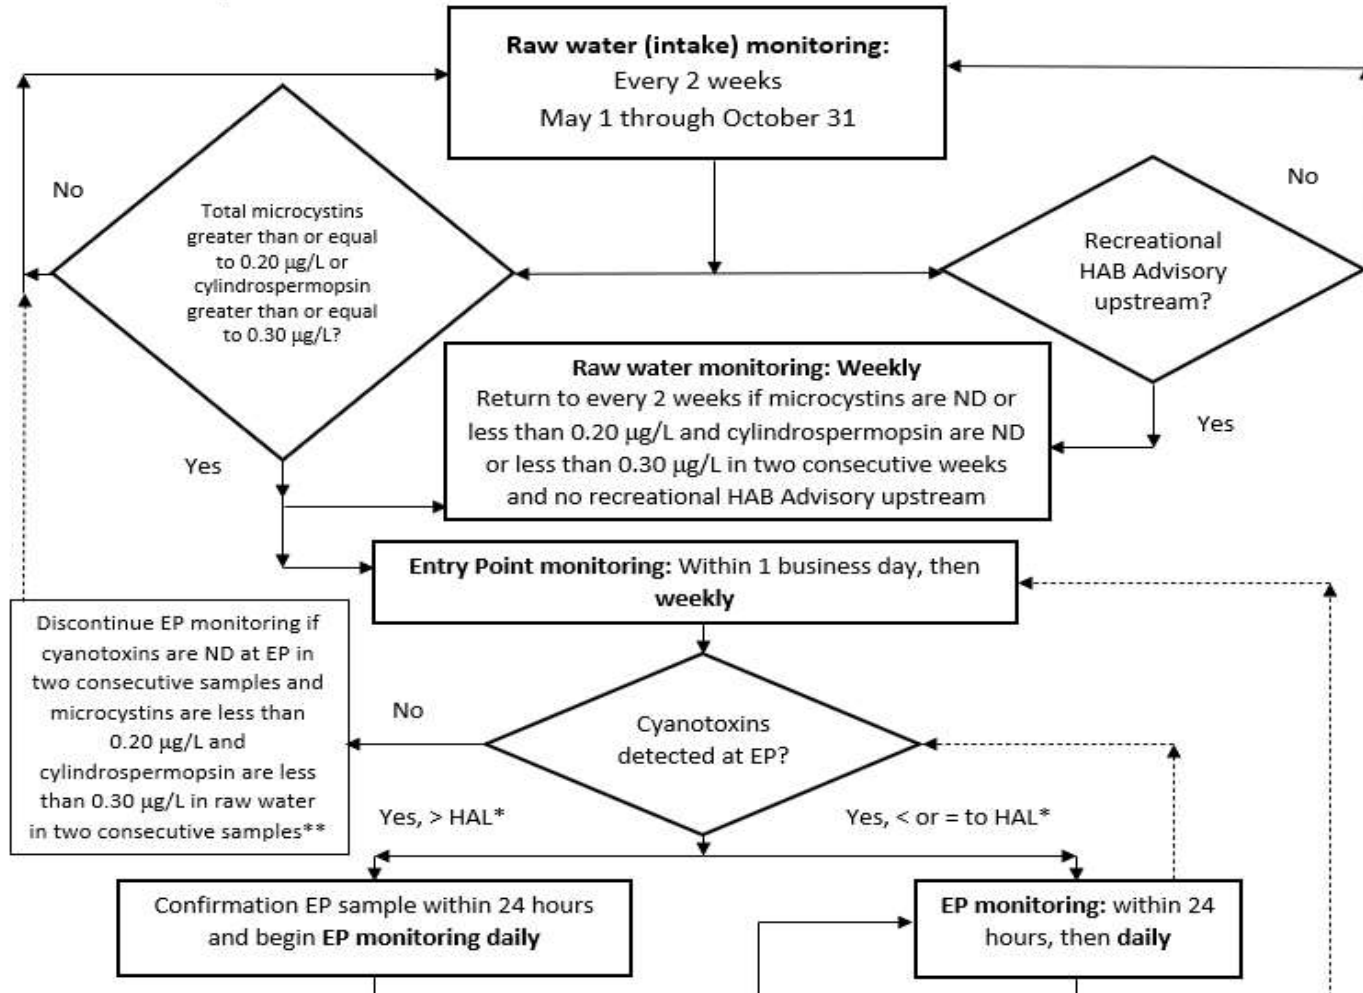 Raw water (intake) monitoring:
Every 2 weeks
May 1 through October 31
No
Total microcystins
greater than or equal
to 0.20 µg/L or
cylindrospermopsin
greater than or equal
to 0.30 µg/L?
No
Recreational
HAB Advisory
upstream?
Raw water monitoring: Weekly
Return to every 2 weeks if microcystins are ND or
less than 0.20 µg/L and cylindrospermopsin are ND
or less than 0.30 µg/L in two consecutive weeks
and no recreational HAB Advisory upstream
Yes
Yes
Entry Point monitoring: Within 1 business day, then
weekly
Discontinue EP monitoring if
cyanotoxins are ND at EP in
two consecutive samples and
microcystins are less than
0.20 µg/L and
cylindrospermopsin are less
than 0.30 µg/L in raw water
in two consecutive samples**
No
Cyanotoxins
detected at EP?
Yes, > HAL*
Yes, < or = to HAL*
Confirmation EP sample within 24 hours
and begin EP monitoring daily
EP monitoring: within 24
hours, then daily